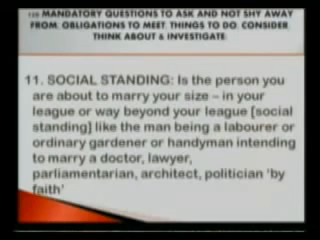 MANDATORY QUESTIONS TO ASK AND NOT SHY AWAY
FROM. OBLIGATIONS TO MEET. THINGS TO DO. CONSIDER.
THINK ABOUT & INVESTIGATE.
11. SOCIAL STANDING: Is the person you
are about to marry your size – in your
league or way beyond your league [social
standing] like the man being a labourer or
ordinary gardener or handyman intending
to marry a doctor, lawyer,
parliamentarian, architect, politician ‘by
faith’